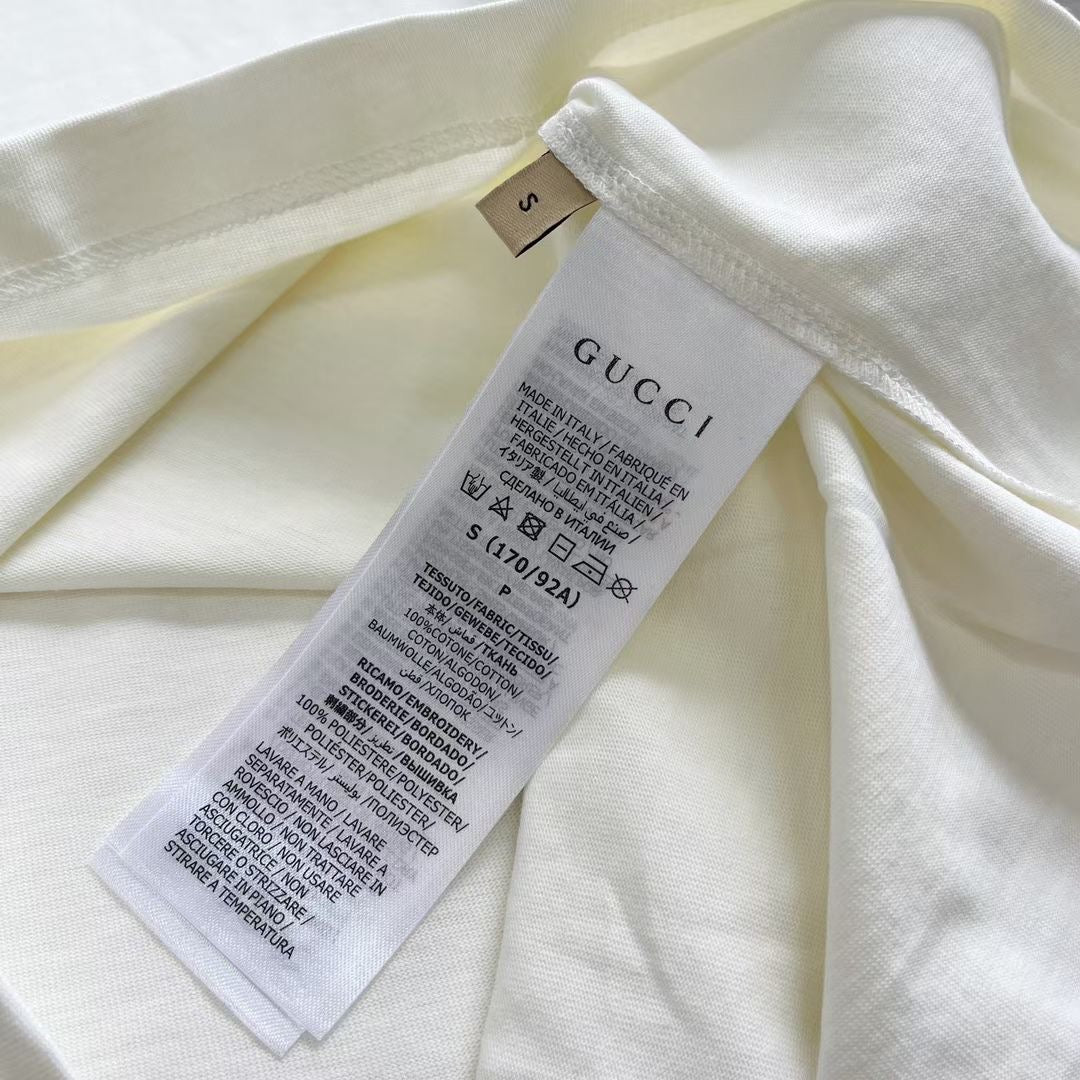 S
GUCCI
MADE IN ITALY / FABRIQUÉ EN
ITALIE / HECHO EN ITALIA /
HERGESTELLT IN ITALIEN /
FABRICADO EM ITALIA /
イタリア製 / صنع في ايطاليا /
СДЕЛАНО В ИТАЛИИ
S (170/92A)
P
TESSUTO/FABRIC/TISSU/
TEJIDO/GEWEBE/TECIDO/
本体/ قماش /ТКАНЬ
100%COTONE/COTTON/
COTON/ALGODON/
BAUMWOLLE/ALGODÃO/コットン/
قطن /ХЛОПОК
RICAMO/EMBROIDERY/
BRODERIE/BORDADO/
STICKEREI/BORDADO/
刺繍部分/ تطريز /ВЫШИВКА
100% POLIESTERE/POLYESTER/
POLIÉSTER/POLYESTER/
ポリエステル/ بوليستر /ПОЛИЭСТЕР
LAVARE A MANO / LAVARE
SEPARATAMENTE / LAVARE A
ROVESCIO / NON LASCIARE IN
AMMOLLO / NON TRATTARE
CON CLORO / NON USARE
ASCIUGATRICE / NON
TORCERE O STRIZZARE /
ASCIUGARE IN PIANO /
STIRARE A TEMPERATURA